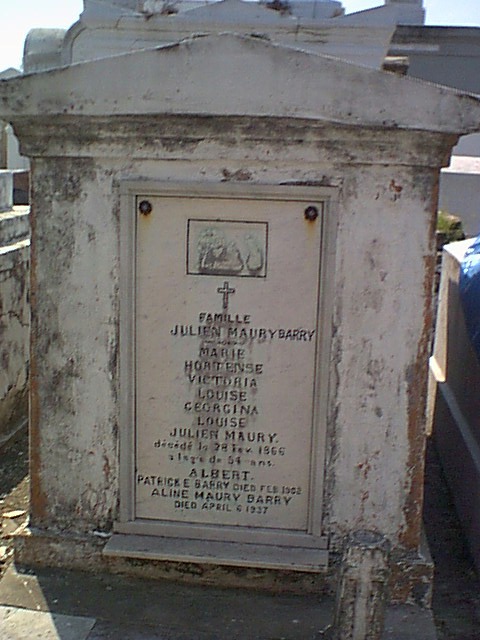 FAMILLE
JULIEN MAURY BARRY
MARIE
HORTENSE
VICTORIA
LOUISE
GEORGINA
LOUISE
JULIEN MAURY.
décédé le 28 Fev. 1866
a l'age de 54 ans.
ALBERT.
PATRICK E BARRY DIED FEB 1902
ALINE MAURY BARRY
DIED APRIL 6 1937